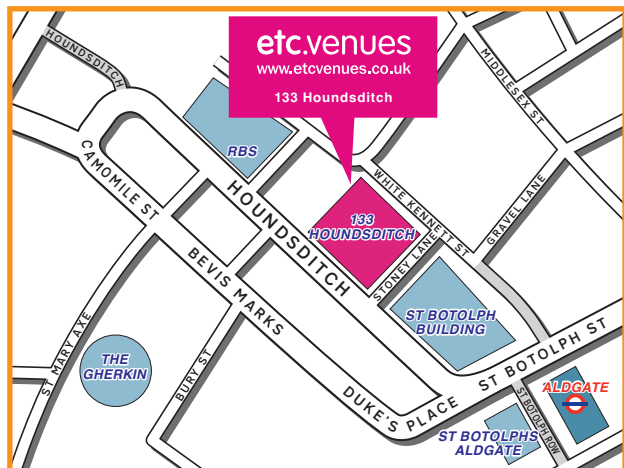 etc.venues
www.etcvenues.co.uk
133 Houndsditch
HOUNDSDITCH
MIDDLESEX ST
RBS
CAMOMILE ST
HOUNDSDITCH
WHITE KENNETT ST
GRAVEL LANE
133
HOUNDSDITCH
STONEY LANE
BEVIS MARKS
ST BOTOLPH
BUILDING
ST MARY AXE
THE
GHERKIN
BURY ST
DUKE'S PLACE
ST BOTOLPH ST
ALDGATE
ST BOTOLPH ROW
ST BOTOLPHS
ALDGATE